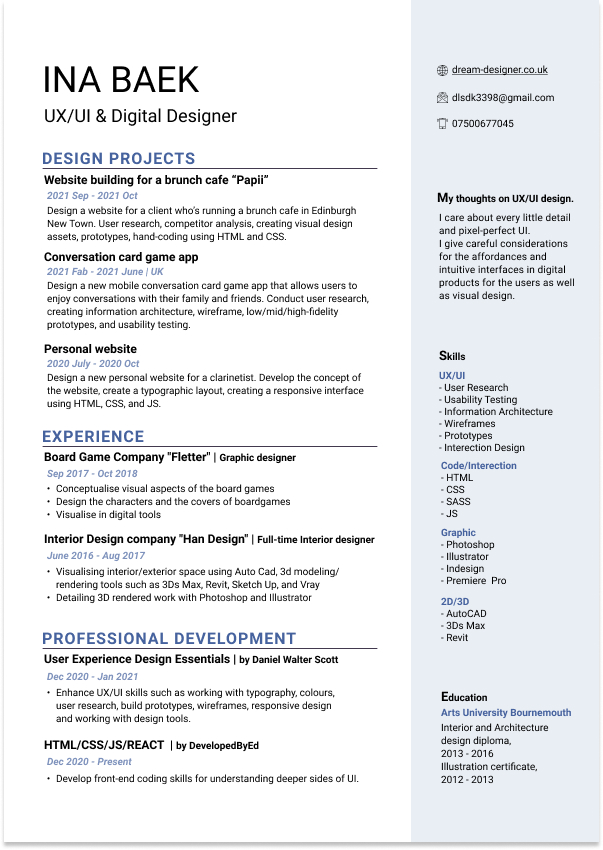 INA BAEK
UX/UI & Digital Designer
DESIGN PROJECTS
Website building for a brunch cafe “Papii”
2021 Sep - 2021 Oct
Design a website for a client who’s running a brunch cafe in Edinburgh
New Town. User research, competitor analysis, creating visual design
assets, prototypes, hand-coding using HTML and CSS.
Conversation card game app
2021 Fab - 2021 June | UK
Design a new mobile conversation card game app that allows users to
enjoy conversations with their family and friends. Conduct user research,
creating information architecture, wireframe, low/mid/high-fidelity
prototypes, and usability testing.
Personal website
2020 July - 2020 Oct
Design a new personal website for a clarinetist. Develop the concept of
the website, create a typographic layout, creating a responsive interface
using HTML, CSS, and JS.
EXPERIENCE
Board Game Company "Fletter" | Graphic designer
Sep 2017 - Oct 2018
• Conceptualise visual aspects of the board games
• Design the characters and the covers of boardgames
• Visualise in digital tools
Interior Design company "Han Design" | Full-time Interior designer
June 2016 - Aug 2017
• Visualising interior/exterior space using Auto Cad, 3d modeling/
rendering tools such as 3Ds Max, Revit, Sketch Up, and Vray
• Detailing 3D rendered work with Photoshop and Illustrator
PROFESSIONAL DEVELOPMENT
User Experience Design Essentials | by Daniel Walter Scott
Dec 2020 - Jan 2021
• Enhance UX/UI skills such as working with typography, colours,
user research, build prototypes, wireframes, responsive design
and working with design tools.
HTML/CSS/JS/REACT | by DevelopedByEd
Dec 2020 - Present
• Develop front-end coding skills for understanding deeper sides of UI.
dream-designer.co.uk
dlsdk3398@gmail.com
07500677045
My thoughts on UX/UI design.
I care about every little detail
and pixel-perfect UI.
I give careful considerations
for the affordances and
intuitive interfaces in digital
products for the users as well
as visual design.
Skills
UX/UI
- User Research
- Usability Testing
- Information Architecture
- Wireframes
- Prototypes
- Interection Design
Code/Interection
- HTML
- CSS
- SASS
- JS
Graphic
- Photoshop
- Illustrator
- Indesign
- Premiere Pro
2D/3D
- AutoCAD
- 3Ds Max
- Revit
Education
Arts University Bournemouth
Interior and Architecture
design diploma,
2013 - 2016
Illustration certificate,
2012 - 2013